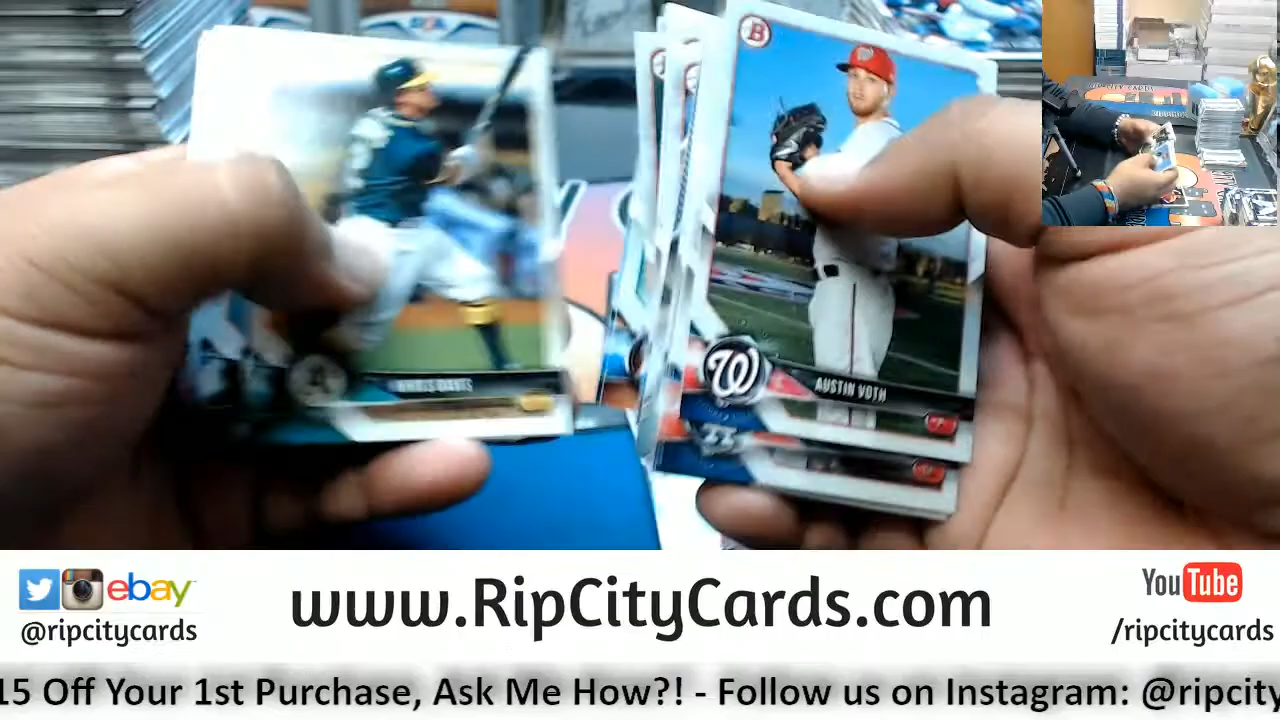 B
W
AUSTIN VOTH
DAVIS
ebay
@ripcitycards
www.RipCityCards.com
YouTube
/ripcitycards
15 Off Your 1st Purchase, Ask Me How?! - Follow us on Instagram: @ripcity